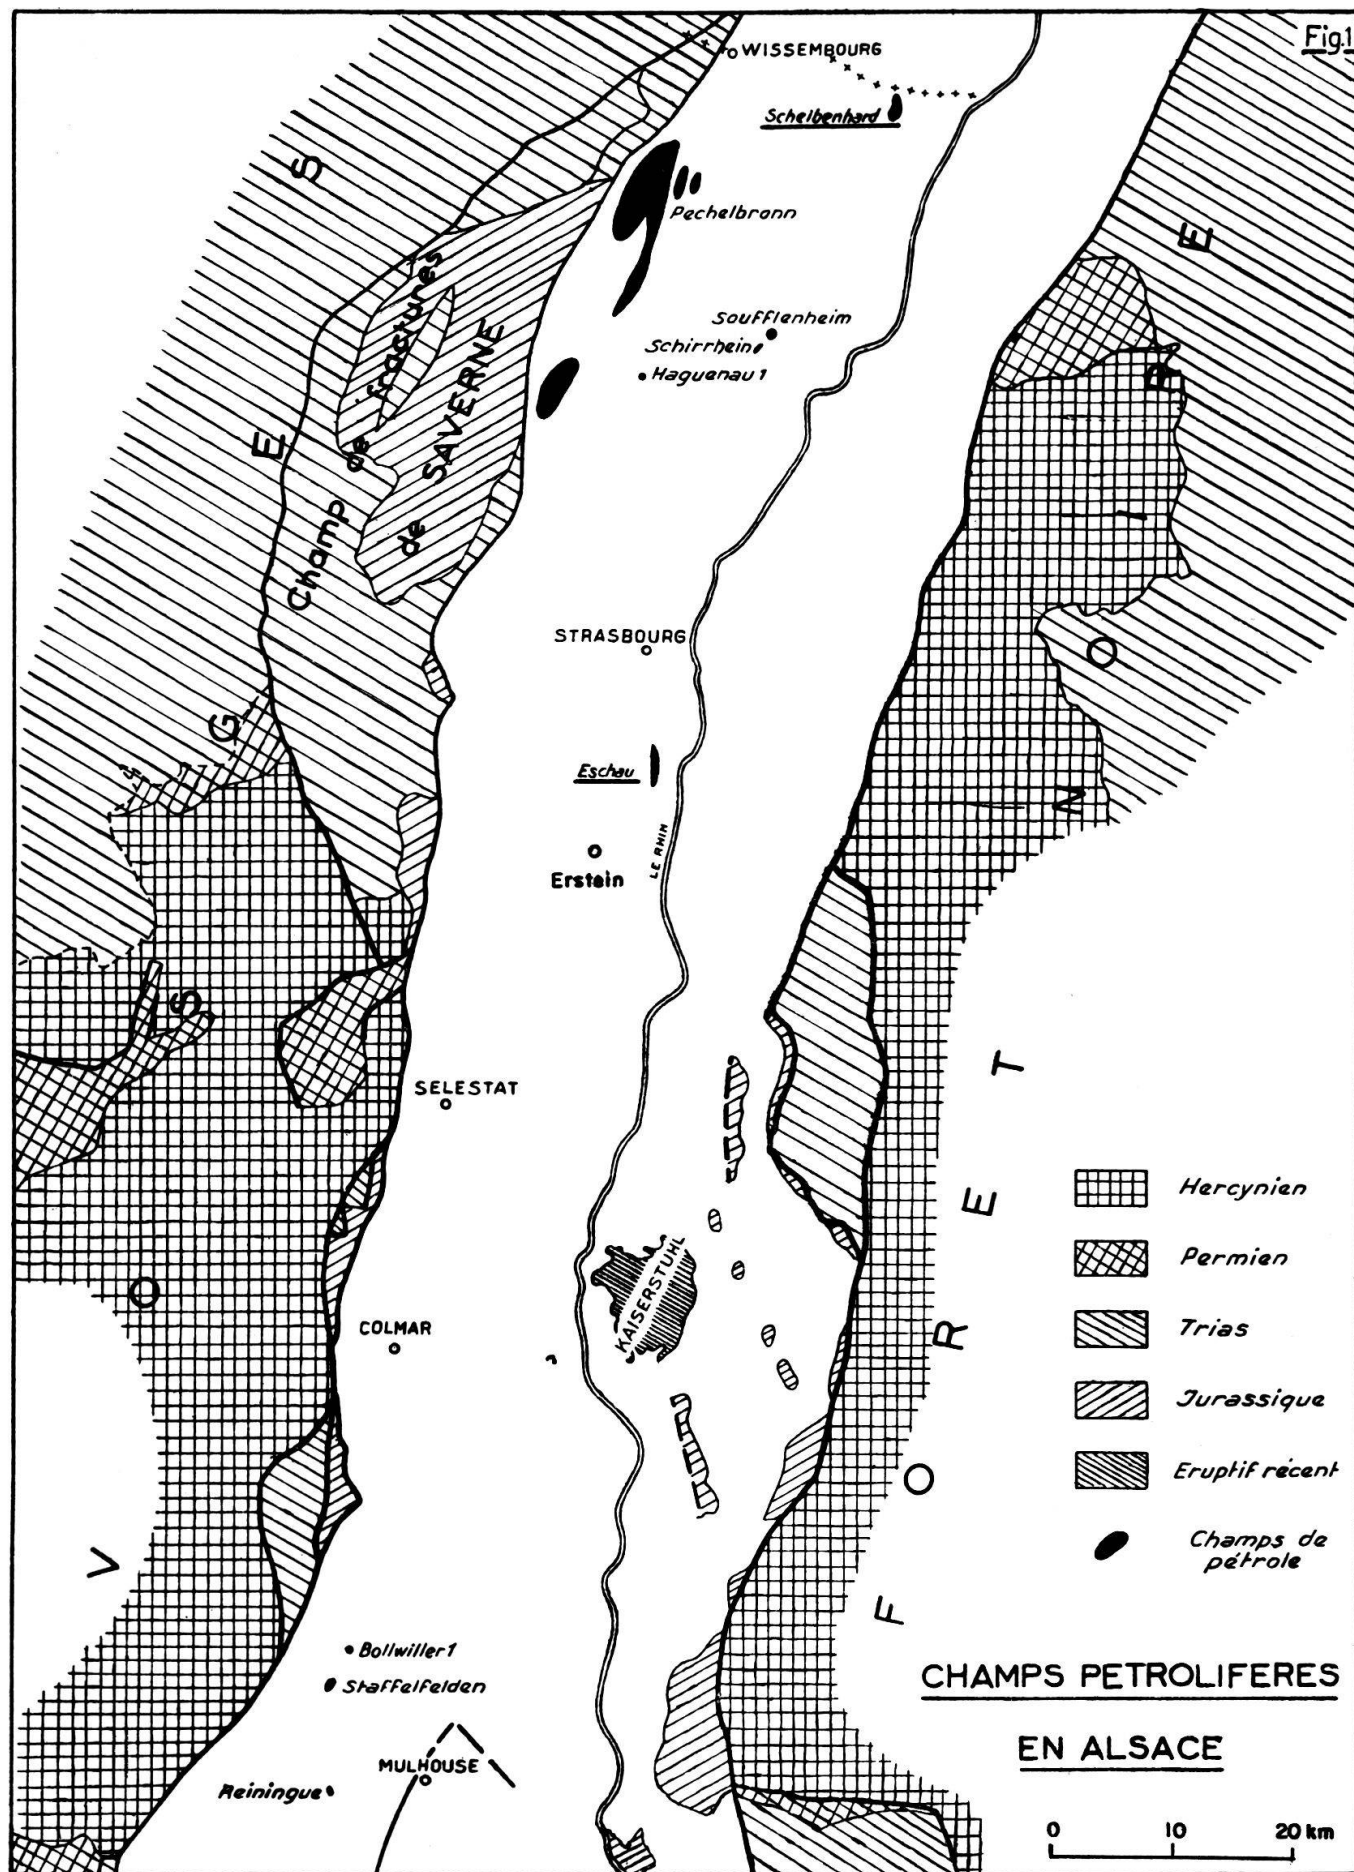 Fig.1
WISSEMBOURG
Scheibenhard
Pechelbronn
Soufflenheim
Schirrhein
Haguenau 1
Champ de fractures
de SAVERNE
STRASBOURG
Eschau
LE RHIN
Erstein
SELESTAT
KAISERSTUHL
COLMAR
Bollwiller 1
Staffelfelden
MULHOUSE
Reiningue
VOSGES
FORET NOIRE
Hercynien
Permien
Trias
Jurassique
Eruptif récent
Champs de
pétrole
CHAMPS PETROLIFERES
EN ALSACE
0 10 20 km